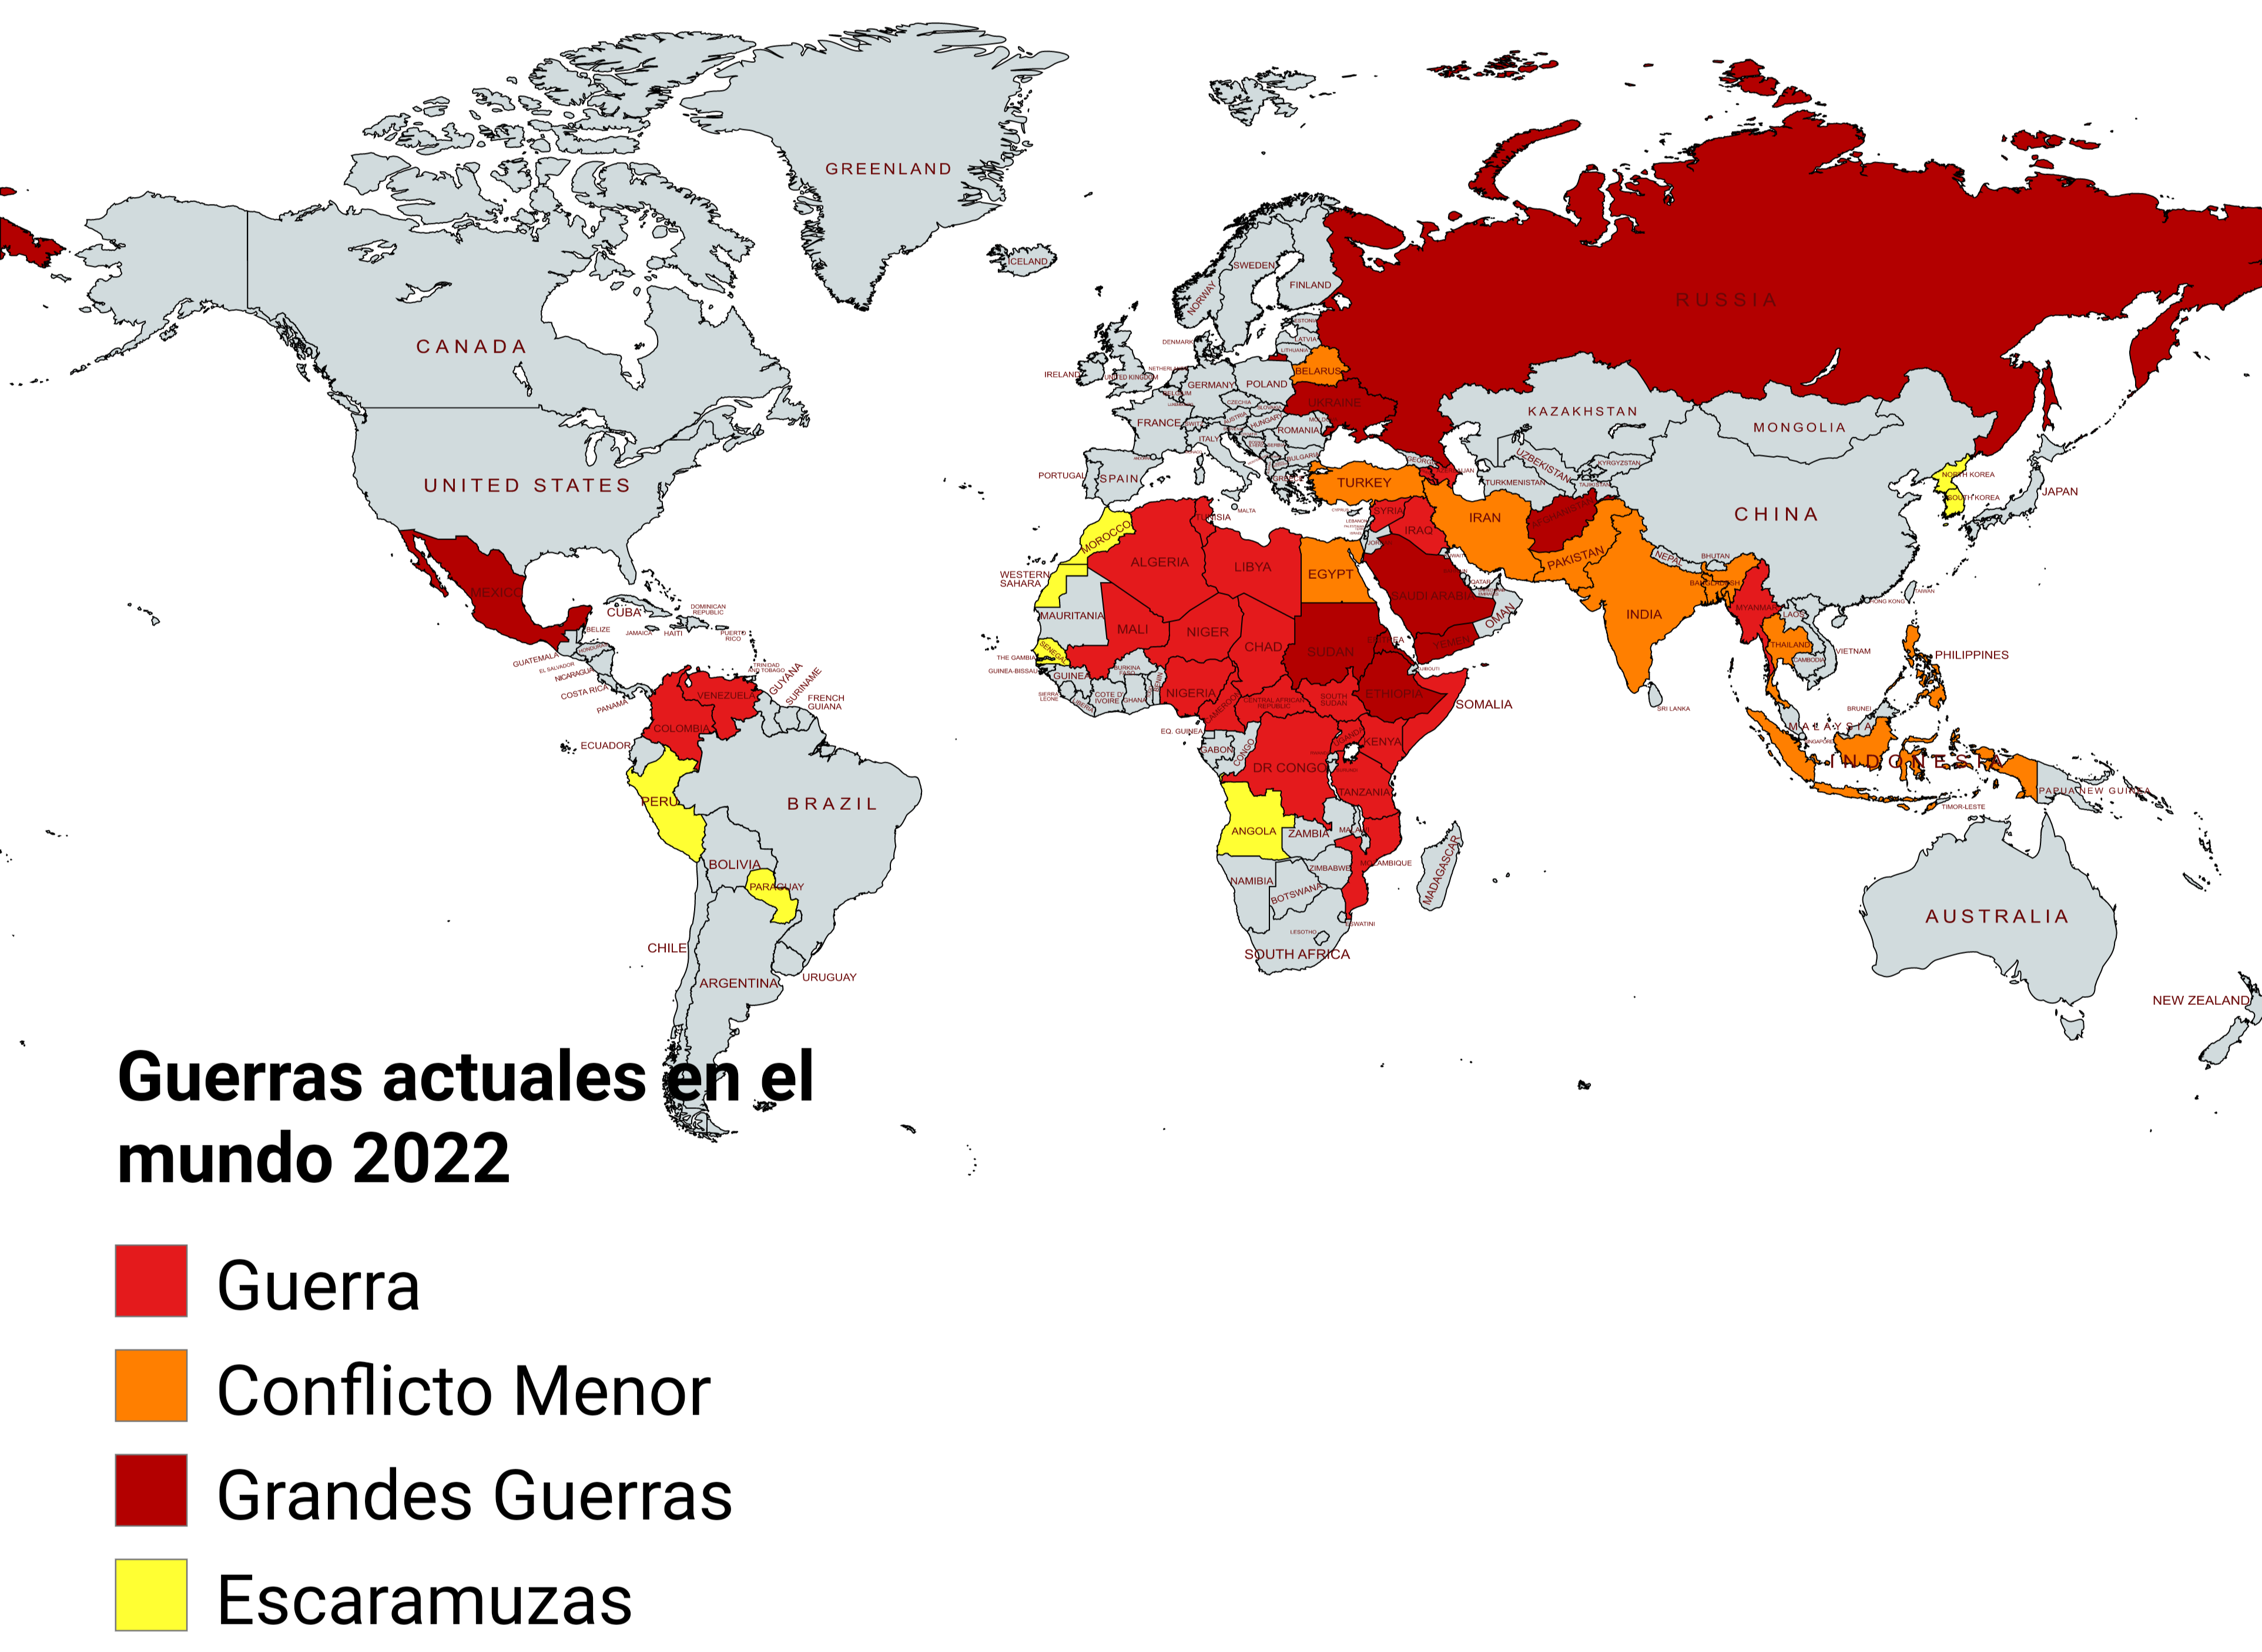 GREENLAND
ICELAND
CANADA
UNITED STATES
MEXICO
CUBA
DOMINICAN
REPUBLIC
BELIZE
JAMAICA
HAITI
PUERTO
RICO
HONDURAS
GUATEMALA
EL SALVADOR
NICARAGUA
COSTA RICA
PANAMA
TRINIDAD
AND TOBAGO
GUYANA
SURINAME
FRENCH
GUIANA
VENEZUELA
COLOMBIA
ECUADOR
PERU
BRAZIL
BOLIVIA
PARAGUAY
CHILE
ARGENTINA
URUGUAY
NORWAY
SWEDEN
FINLAND
ESTONIA
LATVIA
LITHUANIA
DENMARK
IRELAND
UNITED KINGDOM
NETHERLANDS
BELGIUM
GERMANY
POLAND
BELARUS
UKRAINE
CZECHIA
SLOVAKIA
AUSTRIA
HUNGARY
MOLDOVA
ROMANIA
FRANCE
SWITZ
ITALY
BULGARIA
PORTUGAL
SPAIN
GREECE
MALTA
TURKEY
CYPRUS
LEBANON
SYRIA
IRAQ
IRAN
GEORGIA
AZERBAIJAN
RUSSIA
KAZAKHSTAN
MONGOLIA
UZBEKISTAN
KYRGYZSTAN
TURKMENISTAN
TAJIKISTAN
AFGHANISTAN
PAKISTAN
INDIA
NEPAL
BHUTAN
BANGLADESH
SRI LANKA
CHINA
NORTH KOREA
SOUTH KOREA
JAPAN
TAIWAN
HONG KONG
MYANMAR
LAOS
THAILAND
VIETNAM
CAMBODIA
PHILIPPINES
BRUNEI
MALAYSIA
SINGAPORE
INDONESIA
TIMOR-LESTE
PAPUA NEW GUINEA
AUSTRALIA
NEW ZEALAND
KUWAIT
QATAR
SAUDI ARABIA
OMAN
YEMEN
MOROCCO
WESTERN
SAHARA
ALGERIA
TUNISIA
LIBYA
EGYPT
MAURITANIA
MALI
NIGER
CHAD
SUDAN
ERITREA
DJIBOUTI
ETHIOPIA
SOMALIA
SENEGAL
THE GAMBIA
GUINEA-BISSAU
GUINEA
SIERRA
LEONE
LIBERIA
COTE D'
IVOIRE
BURKINA
FASO
GHANA
BENIN
NIGERIA
CAMEROON
CENTRAL AFRICAN
REPUBLIC
SOUTH
SUDAN
EQ. GUINEA
GABON
CONGO
DR CONGO
UGANDA
KENYA
TANZANIA
ANGOLA
ZAMBIA
MALAWI
MOZAMBIQUE
ZIMBABWE
NAMIBIA
BOTSWANA
MADAGASCAR
ESWATINI
LESOTHO
SOUTH AFRICA
Guerras actuales en el
mundo 2022
Guerra
Conflicto Menor
Grandes Guerras
Escaramuzas